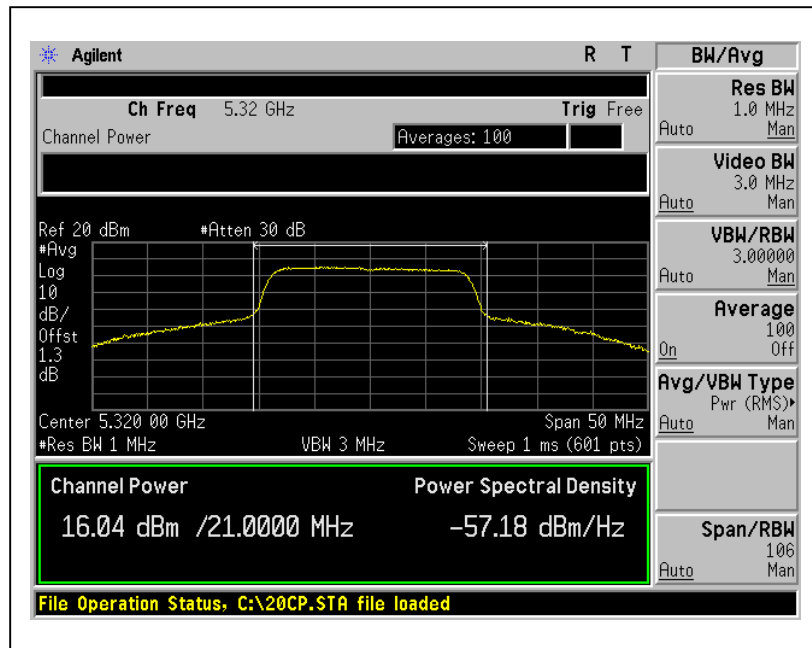 Agilent R T
Ch Freq 5.32 GHz Trig Free
Channel Power Averages: 100
Ref 20 dBm #Atten 30 dB
#Avg
Log
10
dB/
Offst
1.3
dB
Center 5.320 00 GHz Span 50 MHz
#Res BW 1 MHz VBW 3 MHz Sweep 1 ms (601 pts)
Channel Power Power Spectral Density
16.04 dBm /21.0000 MHz -57.18 dBm/Hz
File Operation Status, C:\20CP.STA file loaded
BW/Avg
Res BW
1.0 MHz
Auto Man
Video BW
3.0 MHz
Auto Man
VBW/RBW
3.00000
Auto Man
Average
100
On Off
Avg/VBW Type
Pwr (RMS)▸
Auto Man
Span/RBW
106
Auto Man